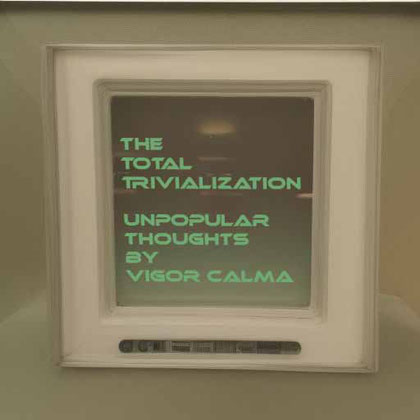 THE
TOTAL
TRIVIALIZATION
UNPOPULAR
THOUGHTS
BY
VIGOR CALMA